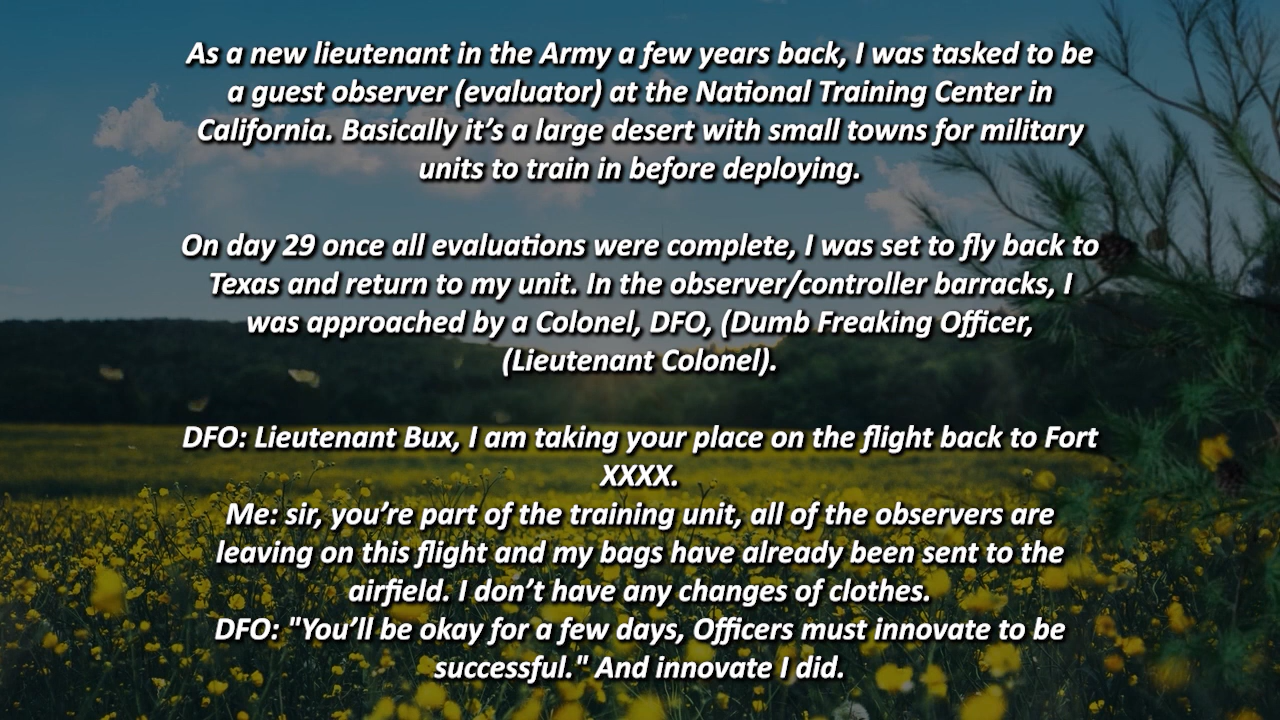 As a new lieutenant in the Army a few years back, I was tasked to be
a guest observer (evaluator) at the National Training Center in
California. Basically it’s a large desert with small towns for military
units to train in before deploying.
On day 29 once all evaluations were complete, I was set to fly back to
Texas and return to my unit. In the observer/controller barracks, I
was approached by a Colonel, DFO, (Dumb Freaking Officer,
(Lieutenant Colonel).
DFO: Lieutenant Bux, I am taking your place on the flight back to Fort
XXXX.
Me: sir, you’re part of the training unit, all of the observers are
leaving on this flight and my bags have already been sent to the
airfield. I don’t have any changes of clothes.
DFO: "You’ll be okay for a few days, Officers must innovate to be
successful." And innovate I did.